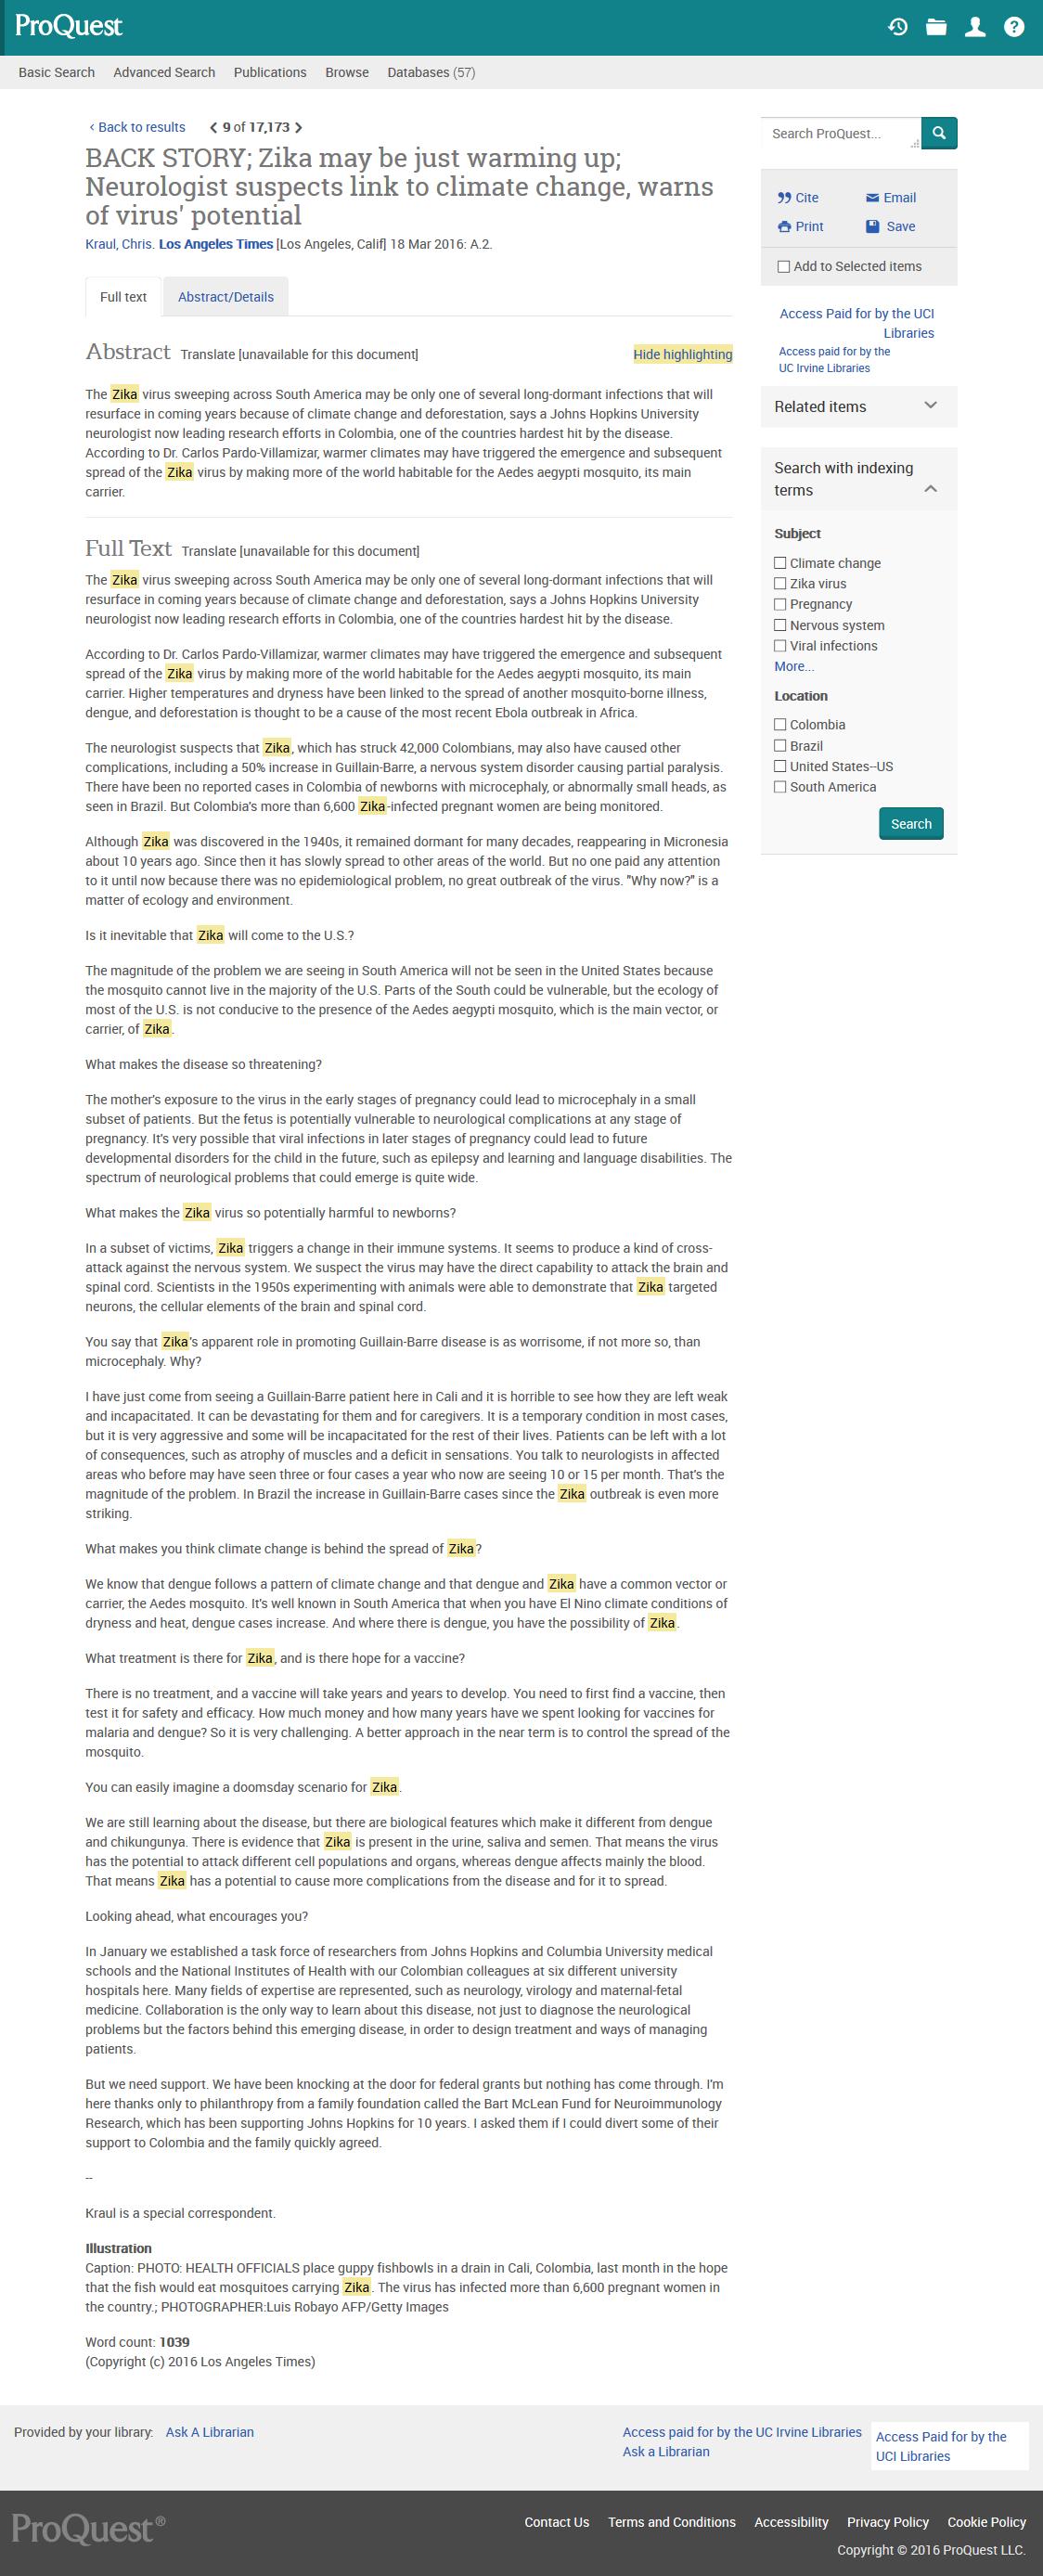 ProQuest
Basic Search Advanced Search Publications Browse Databases (57)
‹ Back to results 9 of 17,173
BACK STORY; Zika may be just warming up;
Neurologist suspects link to climate change, warns
of virus' potential
Kraul, Chris. Los Angeles Times [Los Angeles, Calif] 18 Mar 2016: A.2.
Full text Abstract/Details
Abstract Translate [unavailable for this document] Hide highlighting
The Zika virus sweeping across South America may be only one of several long-dormant infections that will
resurface in coming years because of climate change and deforestation, says a Johns Hopkins University
neurologist now leading research efforts in Colombia, one of the countries hardest hit by the disease.
According to Dr. Carlos Pardo-Villamizar, warmer climates may have triggered the emergence and subsequent
spread of the Zika virus by making more of the world habitable for the Aedes aegypti mosquito, its main
carrier.
Full Text Translate [unavailable for this document]
The Zika virus sweeping across South America may be only one of several long-dormant infections that will
resurface in coming years because of climate change and deforestation, says a Johns Hopkins University
neurologist now leading research efforts in Colombia, one of the countries hardest hit by the disease.
According to Dr. Carlos Pardo-Villamizar, warmer climates may have triggered the emergence and subsequent
spread of the Zika virus by making more of the world habitable for the Aedes aegypti mosquito, its main
carrier. Higher temperatures and dryness have been linked to the spread of another mosquito-borne illness,
dengue, and deforestation is thought to be a cause of the most recent Ebola outbreak in Africa.
The neurologist suspects that Zika, which has struck 42,000 Colombians, may also have caused other
complications, including a 50% increase in Guillain-Barre, a nervous system disorder causing partial paralysis.
There have been no reported cases in Colombia of newborns with microcephaly, or abnormally small heads, as
seen in Brazil. But Colombia's more than 6,600 Zika-infected pregnant women are being monitored.
Although Zika was discovered in the 1940s, it remained dormant for many decades, reappearing in Micronesia
about 10 years ago. Since then it has slowly spread to other areas of the world. But no one paid any attention
to it until now because there was no epidemiological problem, no great outbreak of the virus. "Why now?" is a
matter of ecology and environment.
Is it inevitable that Zika will come to the U.S.?
The magnitude of the problem we are seeing in South America will not be seen in the United States because
the mosquito cannot live in the majority of the U.S. Parts of the South could be vulnerable, but the ecology of
most of the U.S. is not conducive to the presence of the Aedes aegypti mosquito, which is the main vector, or
carrier, of Zika.
What makes the disease so threatening?
The mother's exposure to the virus in the early stages of pregnancy could lead to microcephaly in a small
subset of patients. But the fetus is potentially vulnerable to neurological complications at any stage of
pregnancy. It's very possible that viral infections in later stages of pregnancy could lead to future
developmental disorders for the child in the future, such as epilepsy and learning and language disabilities. The
spectrum of neurological problems that could emerge is quite wide.
What makes the Zika virus so potentially harmful to newborns?
In a subset of victims, Zika triggers a change in their immune systems. It seems to produce a kind of cross-
attack against the nervous system. We suspect the virus may have the direct capability to attack the brain and
spinal cord. Scientists in the 1950s experimenting with animals were able to demonstrate that Zika targeted
neurons, the cellular elements of the brain and spinal cord.
You say that Zika's apparent role in promoting Guillain-Barre disease is as worrisome, if not more so, than
microcephaly. Why?
I have just come from seeing a Guillain-Barre patient here in Cali and it is horrible to see how they are left weak
and incapacitated. It can be devastating for them and for caregivers. It is a temporary condition in most cases,
but it is very aggressive and some will be incapacitated for the rest of their lives. Patients can be left with a lot
of consequences, such as atrophy of muscles and a deficit in sensations. You talk to neurologists in affected
areas who before may have seen three or four cases a year who now are seeing 10 or 15 per month. That's the
magnitude of the problem. In Brazil the increase in Guillain-Barre cases since the Zika outbreak is even more
striking.
What makes you think climate change is behind the spread of Zika?
We know that dengue follows a pattern of climate change and that dengue and Zika have a common vector or
carrier, the Aedes mosquito. It's well known in South America that when you have El Nino climate conditions of
dryness and heat, dengue cases increase. And where there is dengue, you have the possibility of Zika.
What treatment is there for Zika, and is there hope for a vaccine?
There is no treatment, and a vaccine will take years and years to develop. You need to first find a vaccine, then
test it for safety and efficacy. How much money and how many years have we spent looking for vaccines for
malaria and dengue? So it is very challenging. A better approach in the near term is to control the spread of the
mosquito.
You can easily imagine a doomsday scenario for Zika.
We are still learning about the disease, but there are biological features which make it different from dengue
and chikungunya. There is evidence that Zika is present in the urine, saliva and semen. That means the virus
has the potential to attack different cell populations and organs, whereas dengue affects mainly the blood.
That means Zika has a potential to cause more complications from the disease and for it to spread.
Looking ahead, what encourages you?
In January we established a task force of researchers from Johns Hopkins and Columbia University medical
schools and the National Institutes of Health with our Colombian colleagues at six different university
hospitals here. Many fields of expertise are represented, such as neurology, virology and maternal-fetal
medicine. Collaboration is the only way to learn about this disease, not just to diagnose the neurological
problems but the factors behind this emerging disease, in order to design treatment and ways of managing
patients.
But we need support. We have been knocking at the door for federal grants but nothing has come through. I'm
here thanks only to philanthropy from a family foundation called the Bart McLean Fund for Neuroimmunology
Research, which has been supporting Johns Hopkins for 10 years. I asked them if I could divert some of their
support to Colombia and the family quickly agreed.
--
Kraul is a special correspondent.
Illustration
Caption: PHOTO: HEALTH OFFICIALS place guppy fishbowls in a drain in Cali, Colombia, last month in the hope
that the fish would eat mosquitoes carrying Zika. The virus has infected more than 6,600 pregnant women in
the country.; PHOTOGRAPHER:Luis Robayo AFP/Getty Images
Word count: 1039
(Copyright (c) 2016 Los Angeles Times)
Search ProQuest...
Cite Email
Print Save
Add to Selected items
Access Paid for by the UCI
Libraries
Access paid for by the
UC Irvine Libraries
Related items
Search with indexing
terms
Subject
Climate change
Zika virus
Pregnancy
Nervous system
Viral infections
More...
Location
Colombia
Brazil
United States--US
South America
Search
Provided by your library: Ask A Librarian
Access paid for by the UC Irvine Libraries
Ask a Librarian
Access Paid for by the
UCI Libraries
ProQuest®
Contact Us Terms and Conditions Accessibility Privacy Policy Cookie Policy
Copyright © 2016 ProQuest LLC.